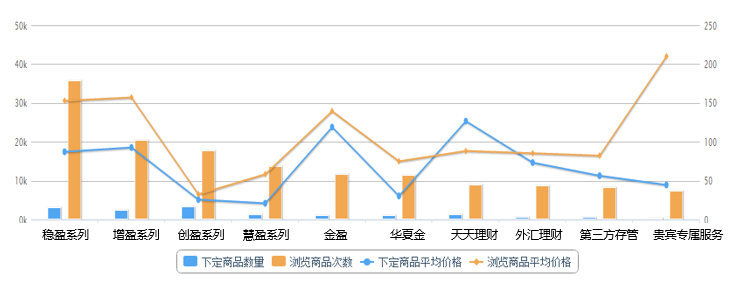 50k 250
40k 200
30k 150
20k 100
10k 50
0k 0
稳盈系列 增盈系列 创盈系列 慧盈系列 金盈 华夏金 天天理财 外汇理财 第三方存管 贵宾专属服务
下定商品数量 浏览商品次数 下定商品平均价格 浏览商品平均价格